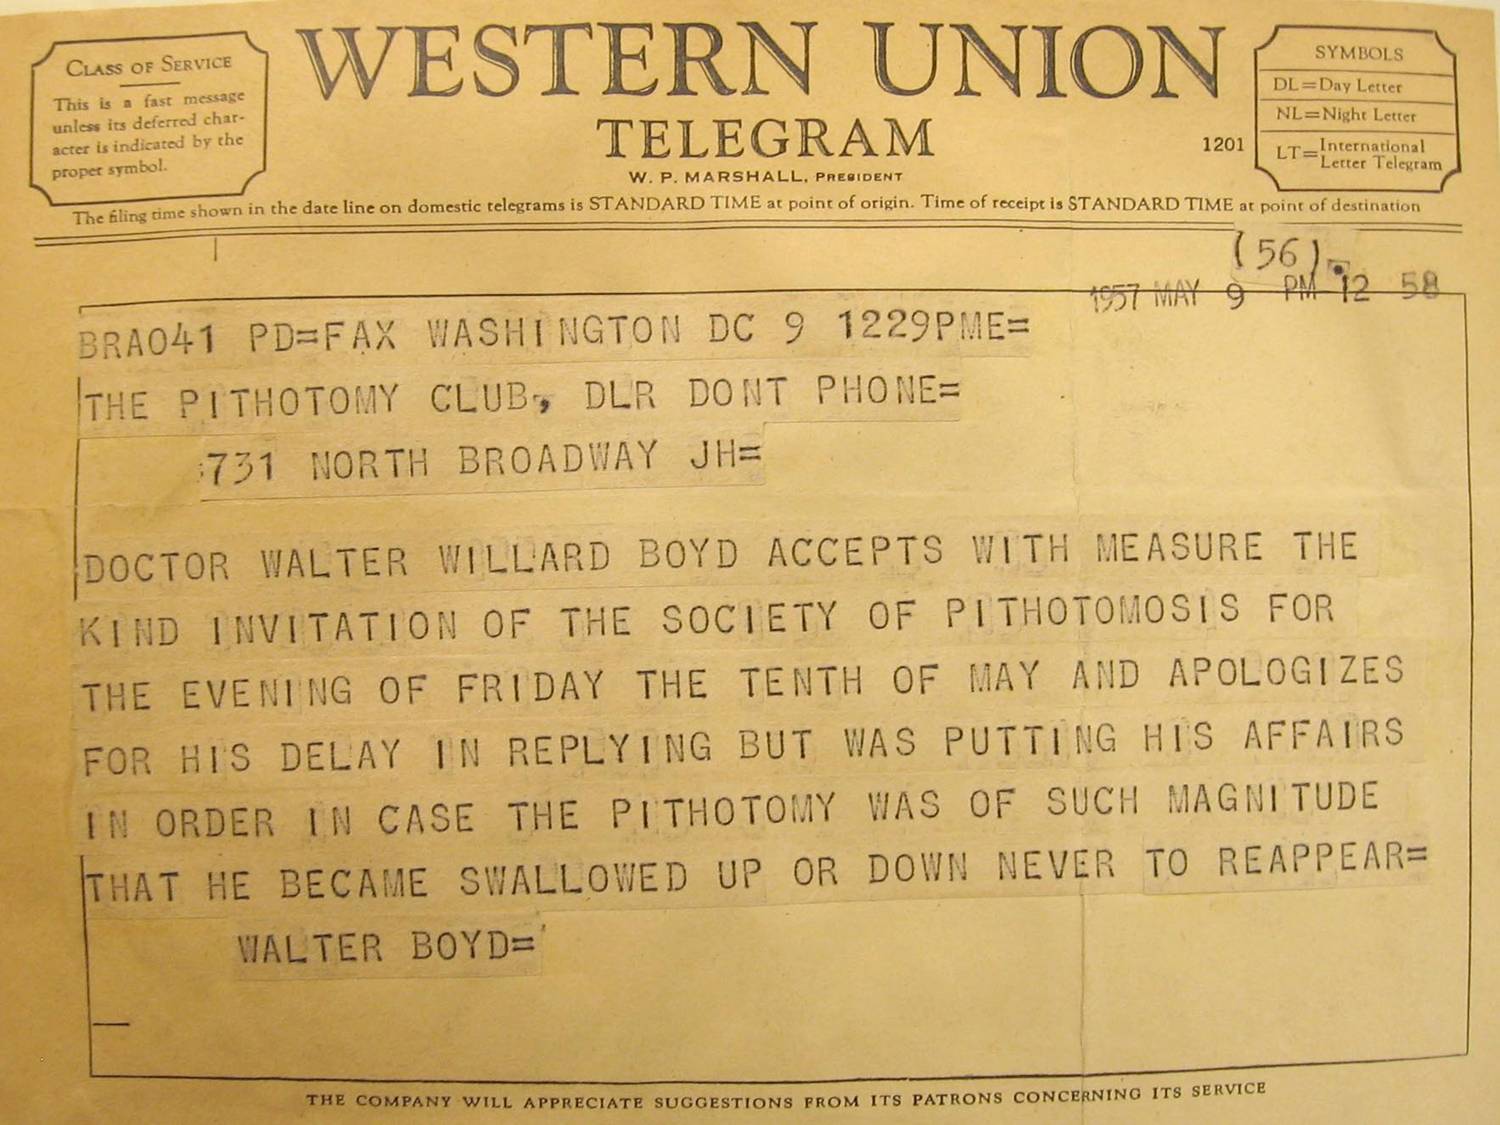 CLASS OF SERVICE
This is a fast message
unless its deferred char-
acter is indicated by the
proper symbol.
WESTERN UNION
TELEGRAM
W. P. MARSHALL, PRESIDENT
1201
SYMBOLS
DL=Day Letter
NL=Night Letter
LT=International
Letter Telegram
The filing time shown in the date line on domestic telegrams is STANDARD TIME at point of origin. Time of receipt is STANDARD TIME at point of destination
(56).
1957 MAY 9 PM 12 58
BRA041 PD=FAX WASHINGTON DC 9 1229PME=
THE PITHOTOMY CLUB, DLR DONT PHONE=
731 NORTH BROADWAY JH=
DOCTOR WALTER WILLARD BOYD ACCEPTS WITH MEASURE THE
KIND INVITATION OF THE SOCIETY OF PITHOTOMOSIS FOR
THE EVENING OF FRIDAY THE TENTH OF MAY AND APOLOGIZES
FOR HIS DELAY IN REPLYING BUT WAS PUTTING HIS AFFAIRS
IN ORDER IN CASE THE PITHOTOMY WAS OF SUCH MAGNITUDE
THAT HE BECAME SWALLOWED UP OR DOWN NEVER TO REAPPEAR=
WALTER BOYD=
THE COMPANY WILL APPRECIATE SUGGESTIONS FROM ITS PATRONS CONCERNING ITS SERVICE